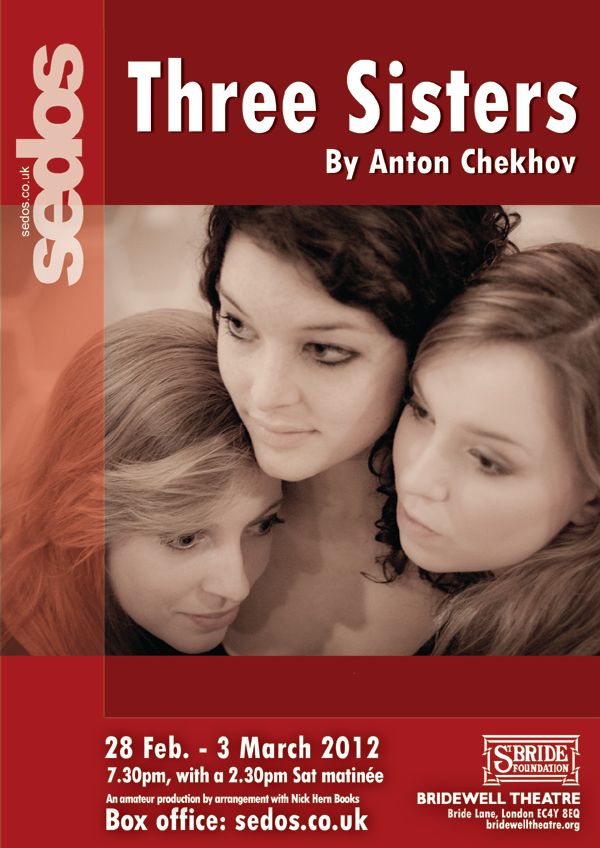 sedos
sedos.co.uk
Three Sisters
By Anton Chekhov
28 Feb. - 3 March 2012
7.30pm, with a 2.30pm Sat matinée
An amateur production by arrangement with Nick Hern Books
Box office: sedos.co.uk
ST BRIDE
FOUNDATION
BRIDEWELL THEATRE
Bride Lane, London EC4Y 8EQ
bridewelltheatre.org